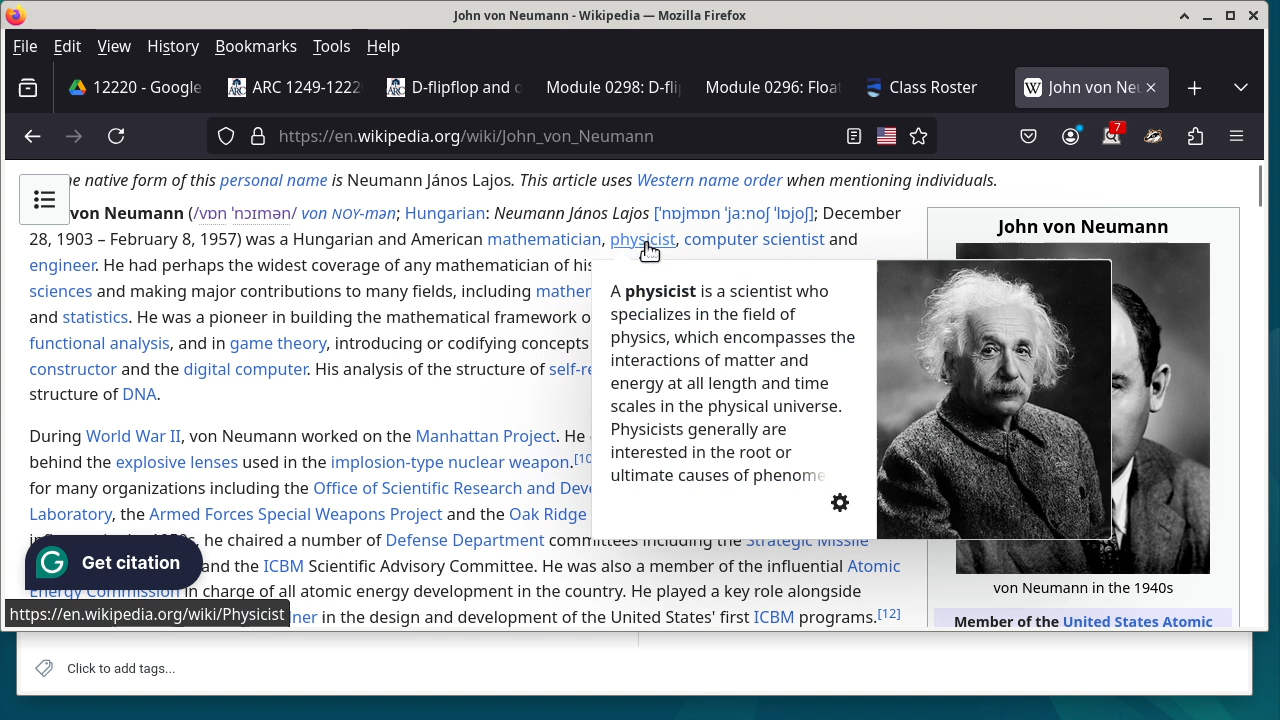 John von Neumann - Wikipedia — Mozilla Firefox
File Edit View History Bookmarks Tools Help
12220 - Google ARC 1249-1222 D-flipflop and c Module 0298: D-fli Module 0296: Floa Class Roster John von Neu
https://en.wikipedia.org/wiki/John_von_Neumann 7
native form of this personal name is Neumann János Lajos. This article uses Western name order when mentioning individuals.
von Neumann (/vɒn ˈnɔɪmən/ von NOY-mən; Hungarian: Neumann János Lajos [ˈnɒjmɒn ˈjaːnoʃ ˈlɒjoʃ]; December
28, 1903 – February 8, 1957) was a Hungarian and American mathematician, physicist, computer scientist and
engineer. He had perhaps the widest coverage of any mathematician of his
sciences and making major contributions to many fields, including mather
and statistics. He was a pioneer in building the mathematical framework o
functional analysis, and in game theory, introducing or codifying concepts
constructor and the digital computer. His analysis of the structure of self-re
structure of DNA.
During World War II, von Neumann worked on the Manhattan Project. He
behind the explosive lenses used in the implosion-type nuclear weapon.[10
for many organizations including the Office of Scientific Research and Deve
Laboratory, the Armed Forces Special Weapons Project and the Oak Ridge
he chaired a number of Defense Department committees including the Strategic Missile
and the ICBM Scientific Advisory Committee. He was also a member of the influential Atomic
Energy Commission in charge of all atomic energy development in the country. He played a key role alongside
ner in the design and development of the United States' first ICBM programs.[12]
A physicist is a scientist who
specializes in the field of
physics, which encompasses the
interactions of matter and
energy at all length and time
scales in the physical universe.
Physicists generally are
interested in the root or
ultimate causes of phenome
John von Neumann
von Neumann in the 1940s
Member of the United States Atomic
Get citation
https://en.wikipedia.org/wiki/Physicist
Click to add tags...